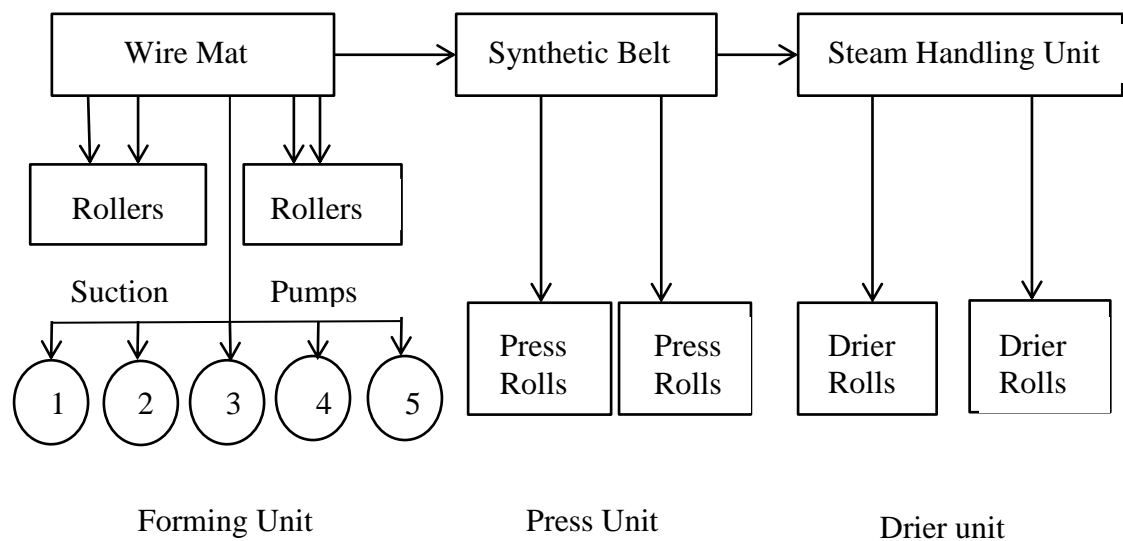 Wire Mat
Synthetic Belt
Steam Handling Unit
Rollers
Rollers
Suction
Pumps
Press
Rolls
Press
Rolls
Drier
Rolls
Drier
Rolls
1
2
3
4
5
Forming Unit
Press Unit
Drier unit